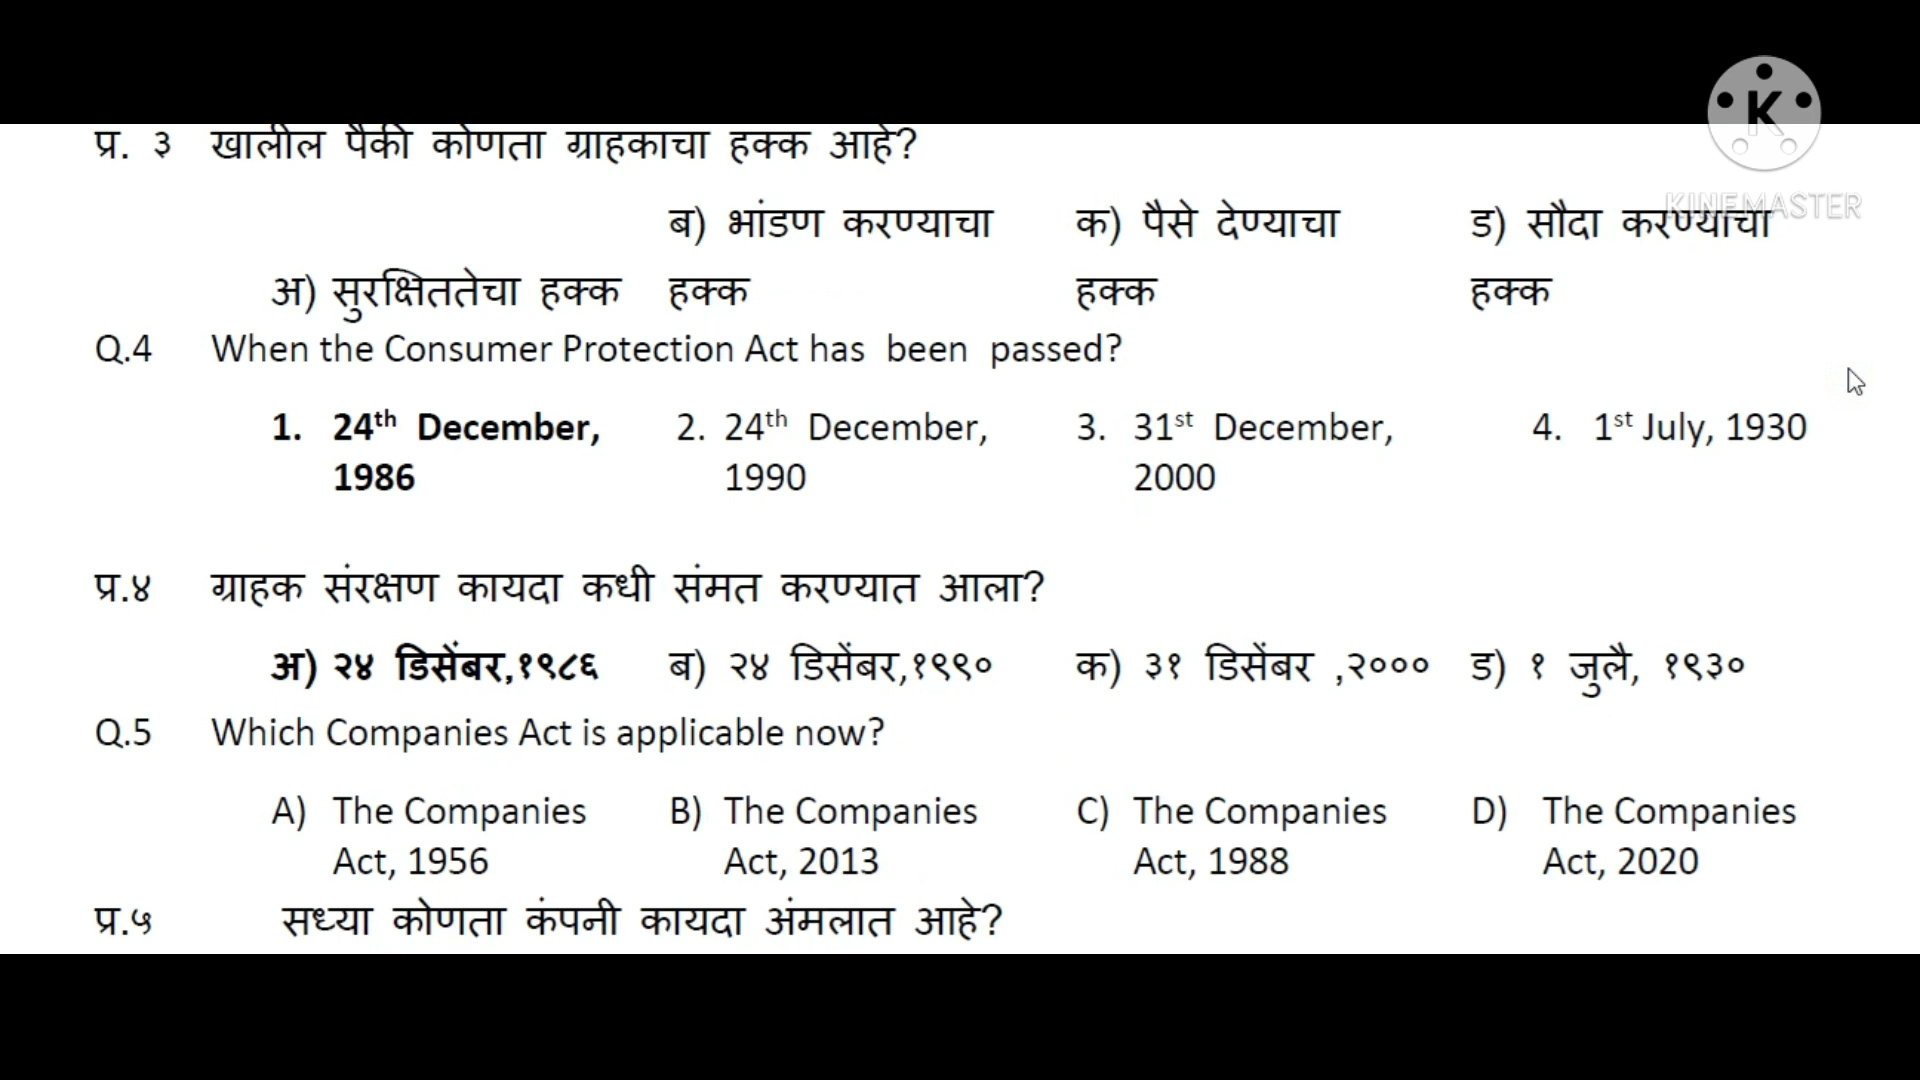 K
KINEMASTER
प्र. ३ खालील पैकी कोणता ग्राहकाचा हक्क आहे?
ब) भांडण करण्याचा क) पैसे देण्याचा ड) सौदा करण्याचा
अ) सुरक्षिततेचा हक्क हक्क हक्क हक्क
Q.4 When the Consumer Protection Act has been passed?
1. 24th December, 2. 24th December, 3. 31st December, 4. 1st July, 1930
1986 1990 2000
प्र.४ ग्राहक संरक्षण कायदा कधी संमत करण्यात आला?
अ) २४ डिसेंबर,१९८६ ब) २४ डिसेंबर,१९९० क) ३१ डिसेंबर ,२००० ड) १ जुलै, १९३०
Q.5 Which Companies Act is applicable now?
A) The Companies B) The Companies C) The Companies D) The Companies
Act, 1956 Act, 2013 Act, 1988 Act, 2020
प्र.५ सध्या कोणता कंपनी कायदा अंमलात आहे?